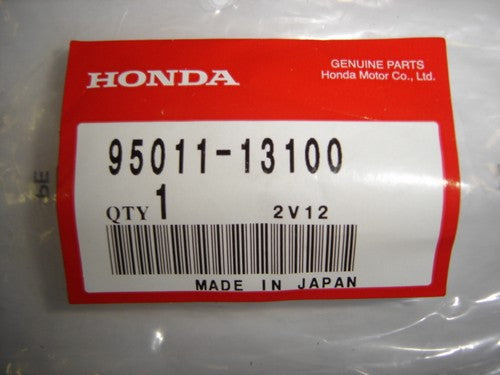 HONDA
GENUINE PARTS
Honda Motor Co., Ltd.
95011-13100
QTY 1
2V12
MADE IN JAPAN